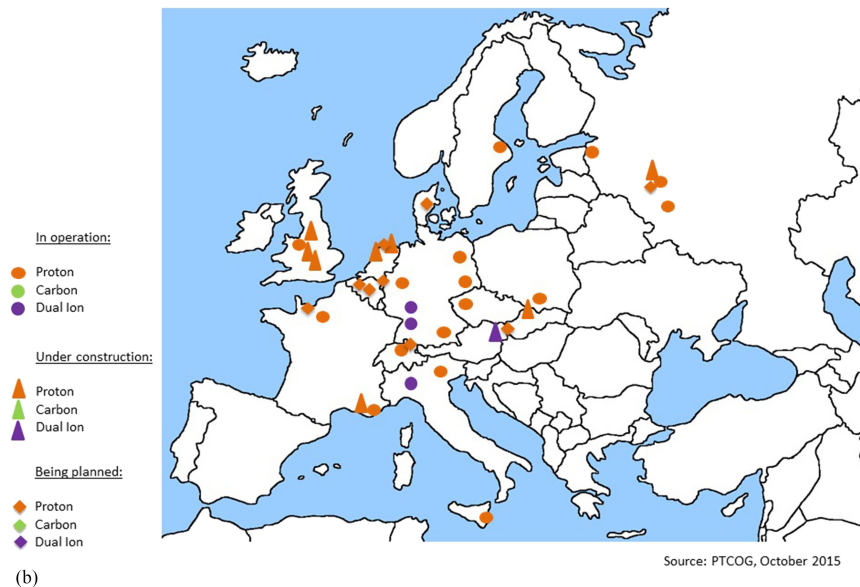 In operation:
Proton
Carbon
Dual Ion
Under construction:
Proton
Carbon
Dual Ion
Being planned:
Proton
Carbon
Dual Ion
Source: PTCOG, October 2015
(b)